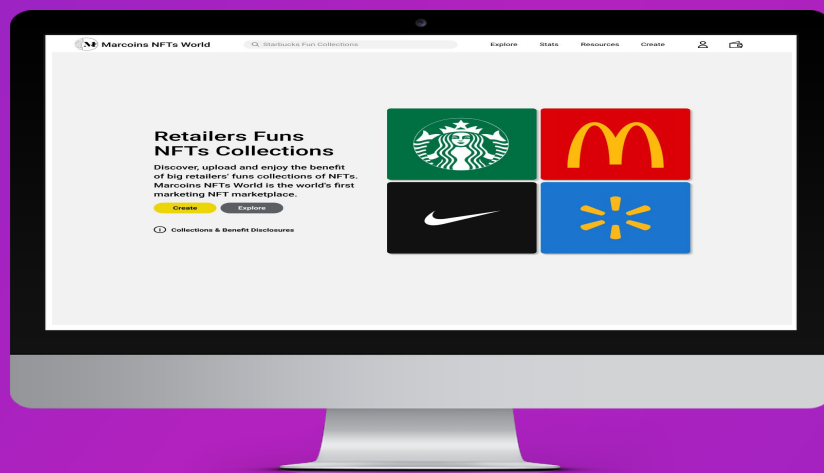 Marcoins NFTs World
Starbucks Fun Collections
Explore
Stats
Resources
Create
Retailers Funs
NFTs Collections
Discover, upload and enjoy the benefit
of big retailers' funs collections of NFTs.
Marcoins NFTs World is the world's first
marketing NFT marketplace.
Create
Explore
Collections & Benefit Disclosures